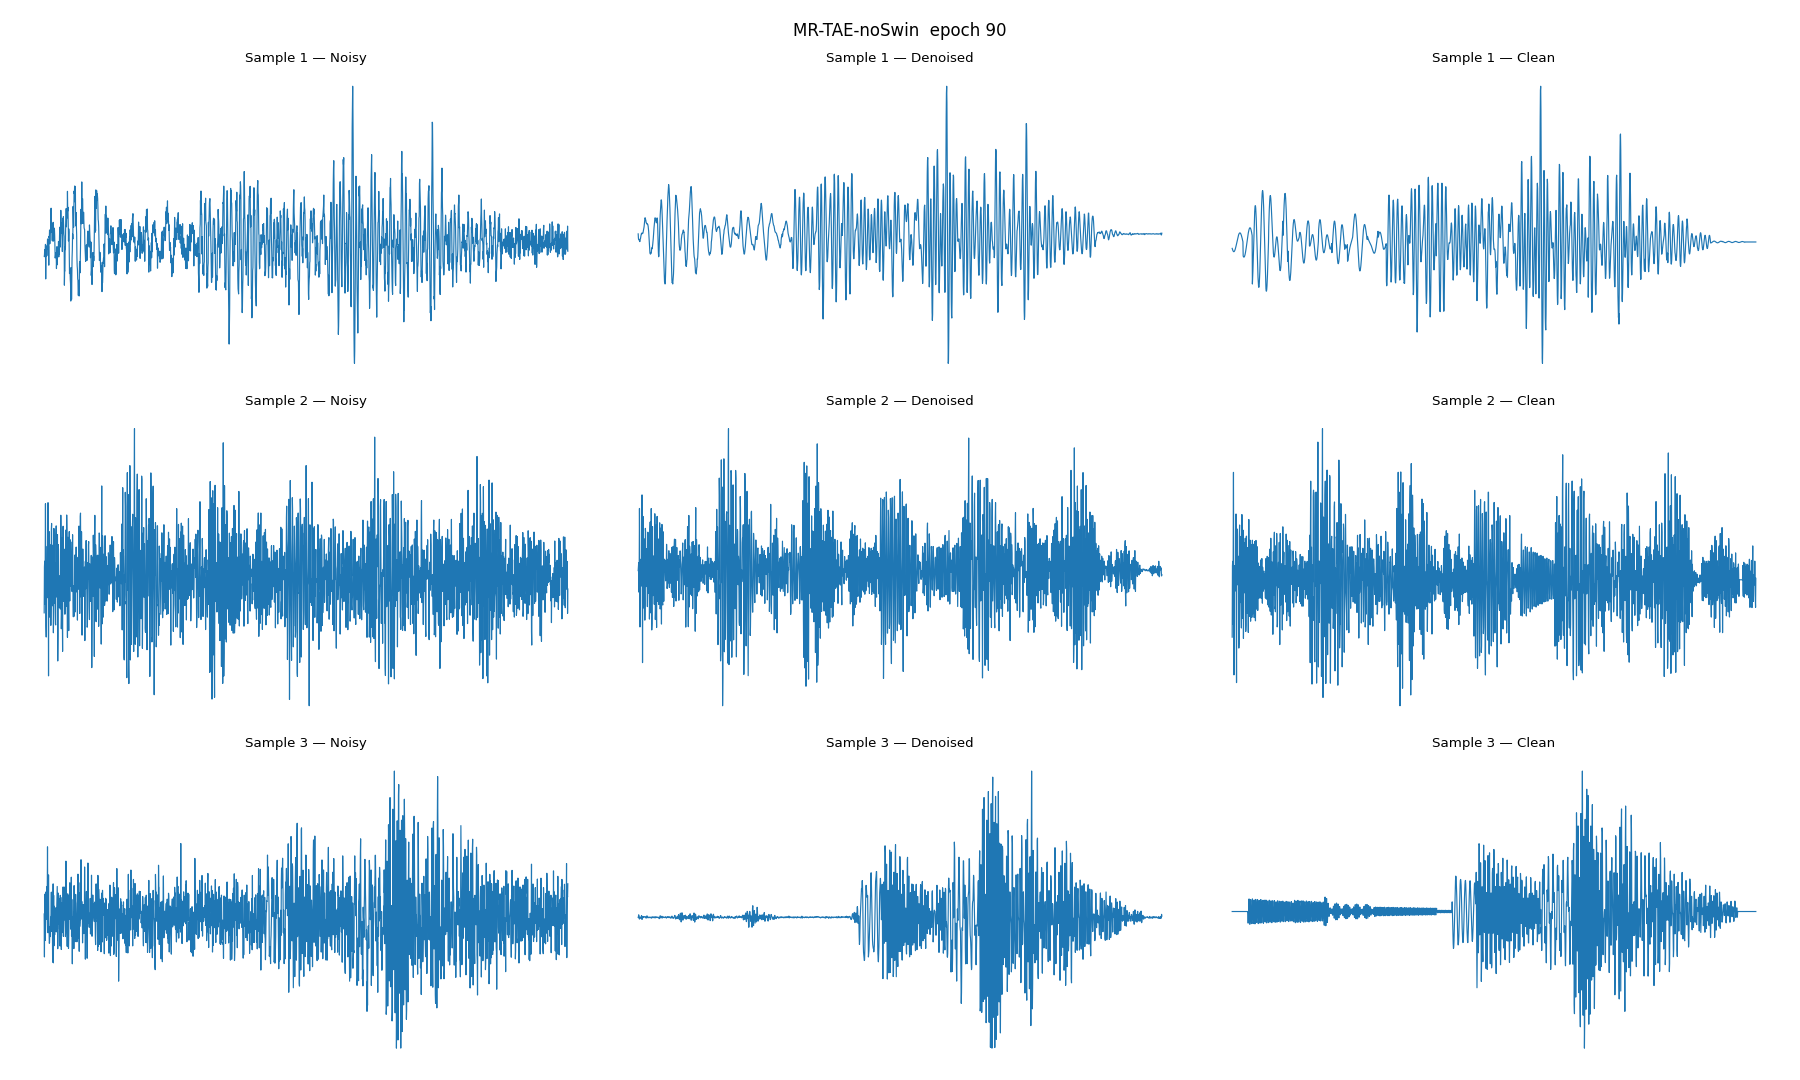 MR-TAE-noSwin  epoch 90
Sample 1 — Noisy
Sample 1 — Denoised
Sample 1 — Clean
Sample 2 — Noisy
Sample 2 — Denoised
Sample 2 — Clean
Sample 3 — Noisy
Sample 3 — Denoised
Sample 3 — Clean